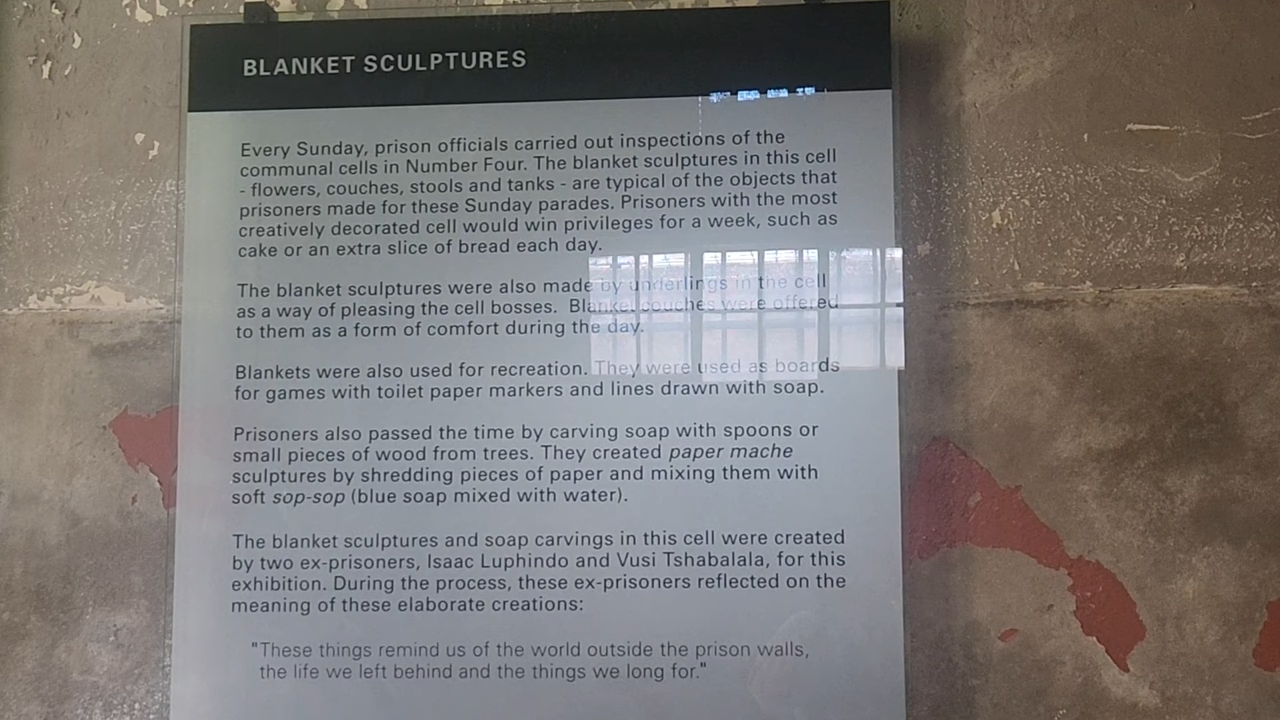 BLANKET SCULPTURES
Every Sunday, prison officials carried out inspections of the
communal cells in Number Four. The blanket sculptures in this cell
- flowers, couches, stools and tanks - are typical of the objects that
prisoners made for these Sunday parades. Prisoners with the most
creatively decorated cell would win privileges for a week, such as
cake or an extra slice of bread each day.
The blanket sculptures were also made by underlings in the cell
as a way of pleasing the cell bosses. Blanket couches were offered
to them as a form of comfort during the day.
Blankets were also used for recreation. They were used as boards
for games with toilet paper markers and lines drawn with soap.
Prisoners also passed the time by carving soap with spoons or
small pieces of wood from trees. They created paper mache
sculptures by shredding pieces of paper and mixing them with
soft sop-sop (blue soap mixed with water).
The blanket sculptures and soap carvings in this cell were created
by two ex-prisoners, Isaac Luphindo and Vusi Tshabalala, for this
exhibition. During the process, these ex-prisoners reflected on the
meaning of these elaborate creations:
"These things remind us of the world outside the prison walls,
the life we left behind and the things we long for."